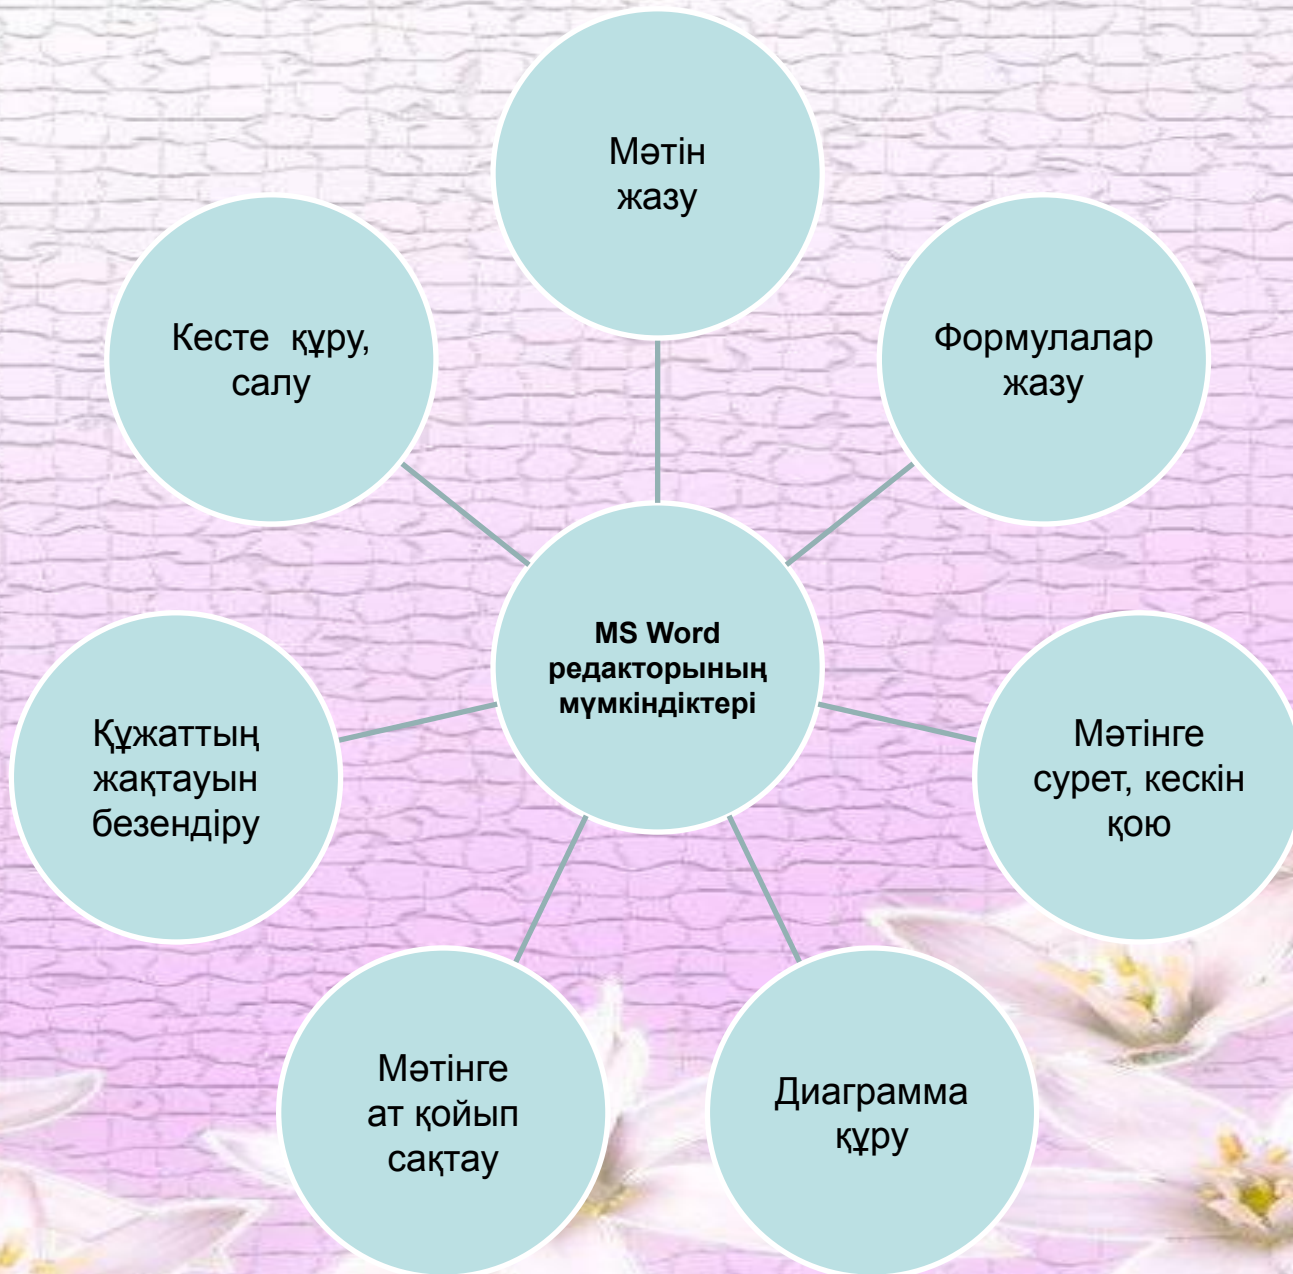 Мәтін
жазу
Кесте құру,
салу
Формулалар
жазу
MS Word
редакторының
мүмкіндіктері
Құжаттың
жақтауын
безендіру
Мәтінге
сурет, кескін
қою
Мәтінге
ат қойып
сақтау
Диаграмма
құру